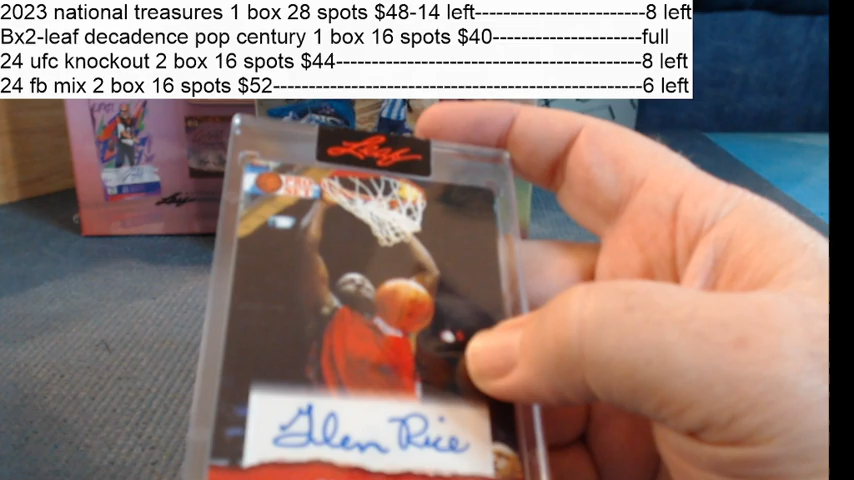 2023 national treasures 1 box 28 spots $48-14 left------------------------8 left
Bx2-leaf decadence pop century 1 box 16 spots $40---------------------full
24 ufc knockout 2 box 16 spots $44-------------------------------------------8 left
24 fb mix 2 box 16 spots $52----------------------------------------------------6 left
Leaf
Glen Rice